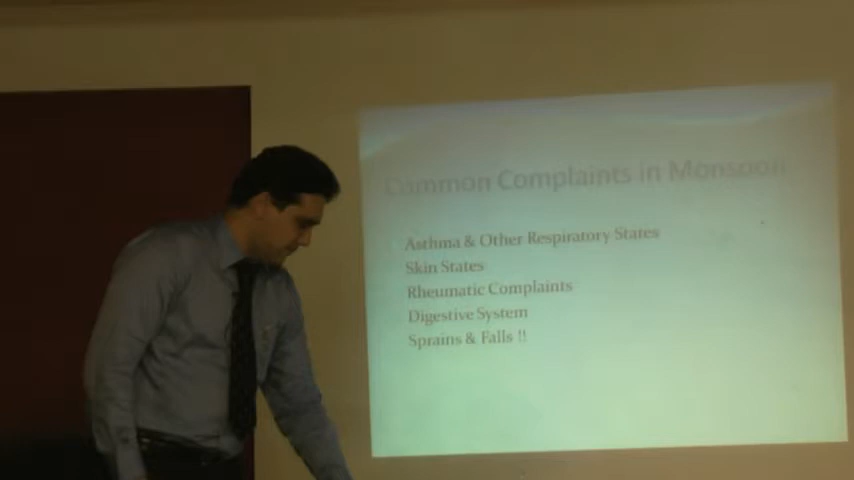 Common Complaints in Monsoon
Asthma & Other Respiratory States
Skin States
Rheumatic Complaints
Digestive System
Sprains & Falls !!